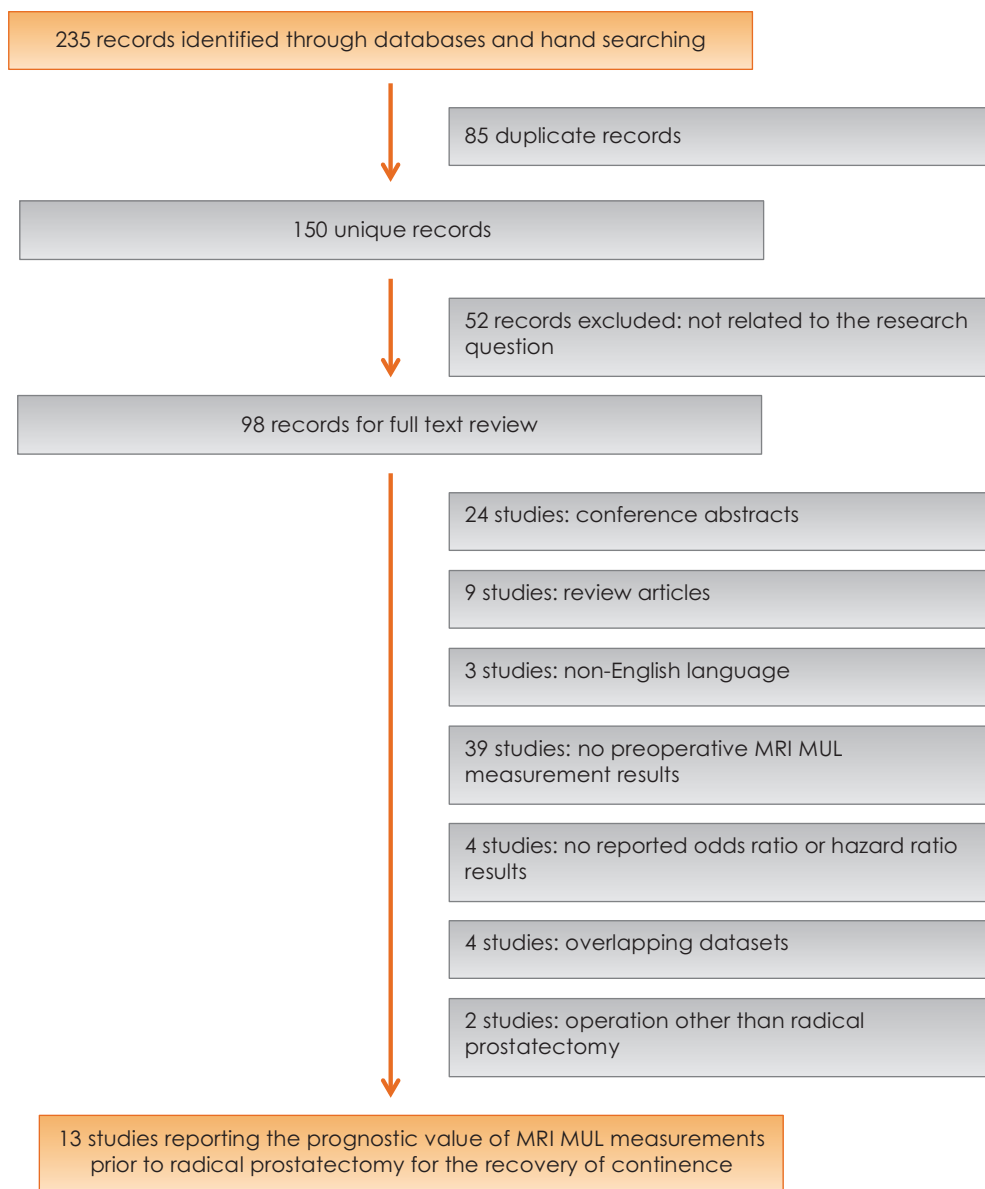 235 records identified through databases and hand searching
85 duplicate records
150 unique records
52 records excluded: not related to the research
question
98 records for full text review
24 studies: conference abstracts
9 studies: review articles
3 studies: non-English language
39 studies: no preoperative MRI MUL
measurement results
4 studies: no reported odds ratio or hazard ratio
results
4 studies: overlapping datasets
2 studies: operation other than radical
prostatectomy
13 studies reporting the prognostic value of MRI MUL measurements
prior to radical prostatectomy for the recovery of continence